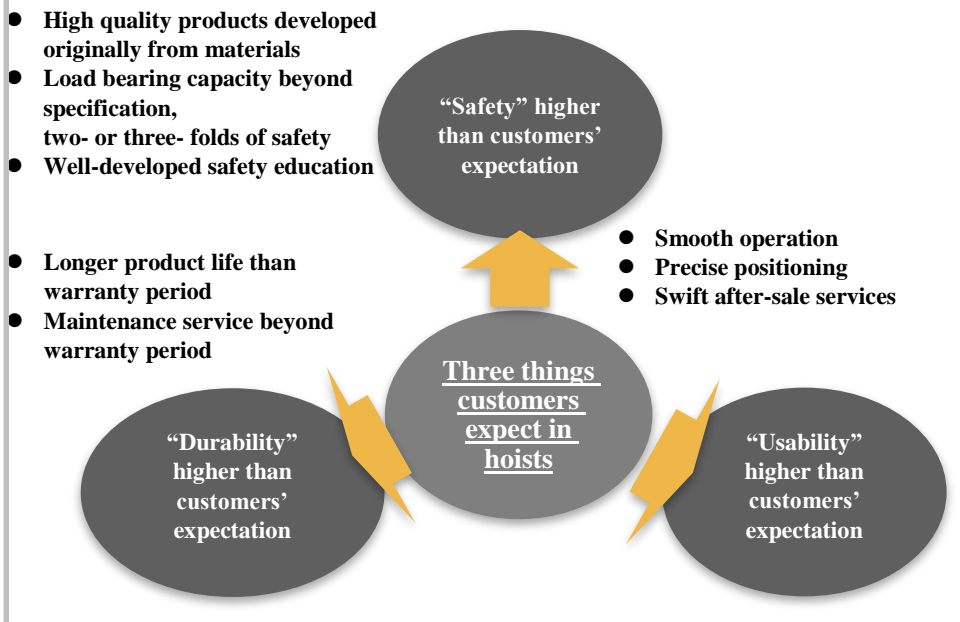 ● High quality products developed
originally from materials
● Load bearing capacity beyond
specification,
two- or three- folds of safety
● Well-developed safety education
“Safety” higher
than customers’
expectation
● Smooth operation
● Precise positioning
● Swift after-sale services
● Longer product life than
warranty period
● Maintenance service beyond
warranty period
Three things
customers
expect in
hoists
“Durability”
higher than
customers’
expectation
“Usability”
higher than
customers’
expectation